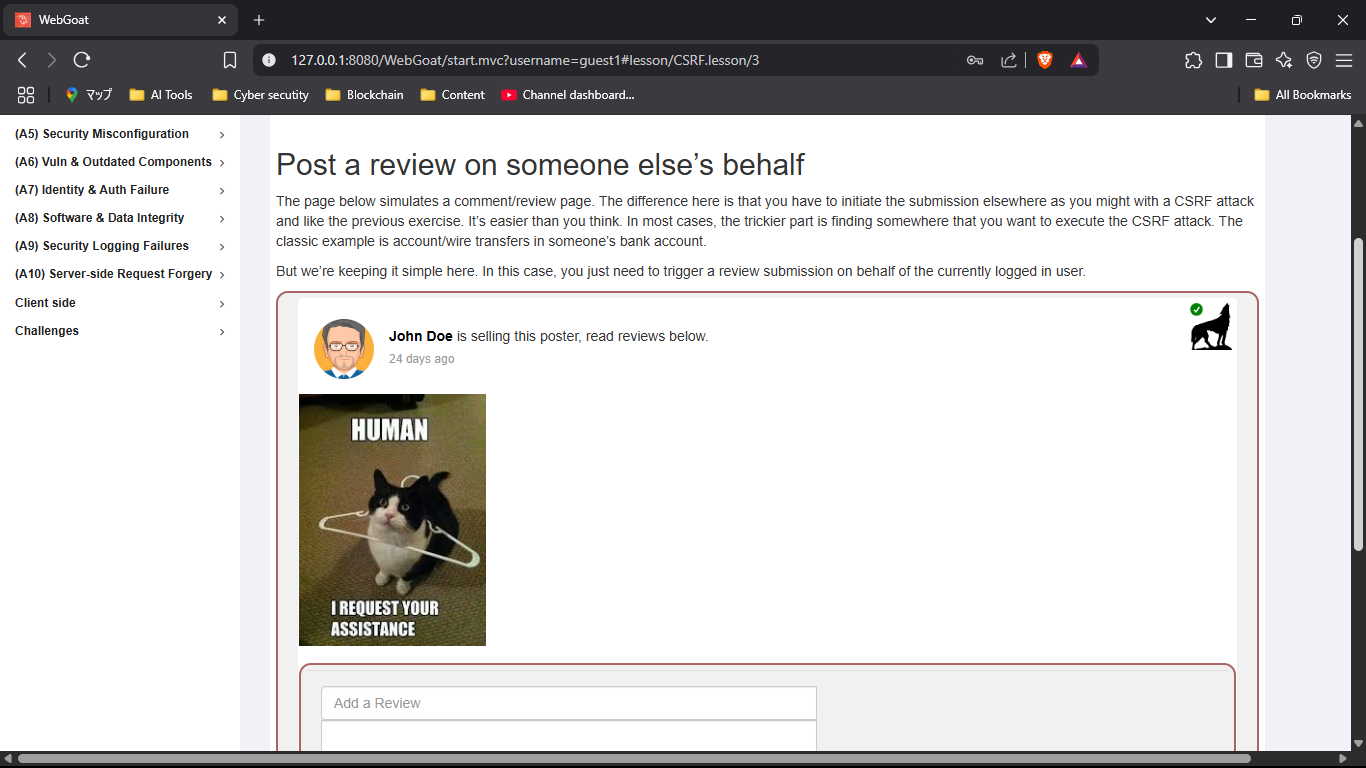 WebGoat
127.0.0.1:8080/WebGoat/start.mvc?username=guest1#lesson/CSRF.lesson/3
マップ
AI Tools
Cyber secutity
Blockchain
Content
Channel dashboard...
All Bookmarks
(A5) Security Misconfiguration
(A6) Vuln & Outdated Components
(A7) Identity & Auth Failure
(A8) Software & Data Integrity
(A9) Security Logging Failures
(A10) Server-side Request Forgery
Client side
Challenges
Post a review on someone else’s behalf
The page below simulates a comment/review page. The difference here is that you have to initiate the submission elsewhere as you might with a CSRF attack
and like the previous exercise. It’s easier than you think. In most cases, the trickier part is finding somewhere that you want to execute the CSRF attack. The
classic example is account/wire transfers in someone’s bank account.
But we’re keeping it simple here. In this case, you just need to trigger a review submission on behalf of the currently logged in user.
John Doe is selling this poster, read reviews below.
24 days ago
HUMAN
I REQUEST YOUR
ASSISTANCE
Add a Review